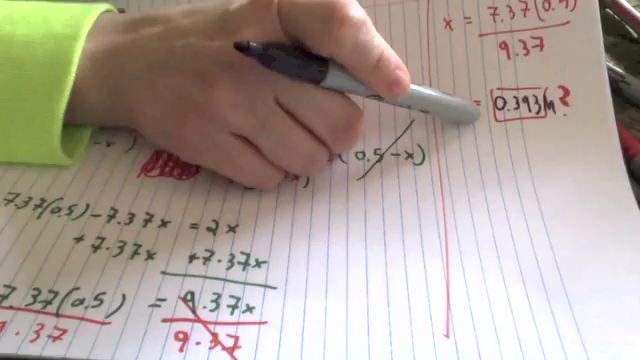 - x)
(0.5 - x)
7.37(0.5) - 7.37x = 2x
+ 7.37x + 7.37x
7.37(0.5) = 9.37x
9.37 9.37
x = 7.37(0.5)
9.37
= 0.393 M?